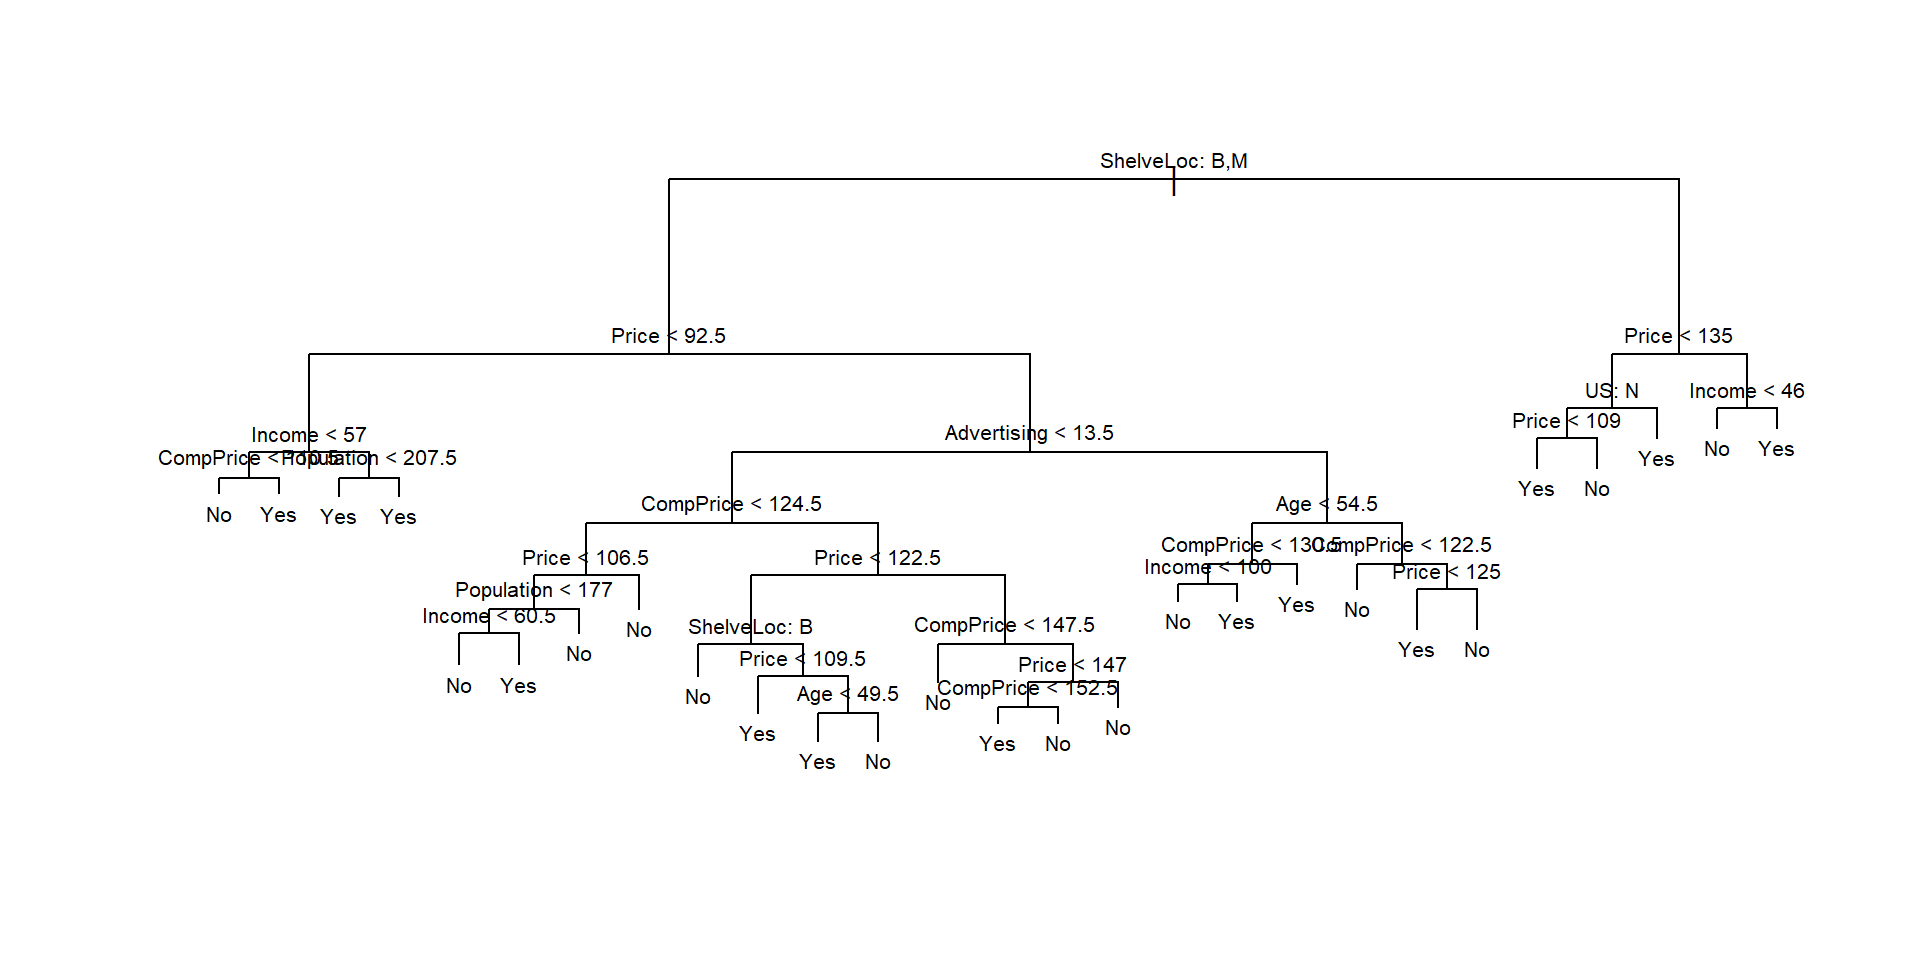 ShelveLoc: B,M
Price < 92.5
Price < 135
US: N
Income < 46
Price < 109
Income < 57
Advertising < 13.5
CompPrice < 110.5
Population < 207.5
No
Yes
Yes
Yes
Yes
No
Yes
No
Yes
CompPrice < 124.5
Age < 54.5
Price < 106.5
Price < 122.5
CompPrice < 130.5
CompPrice < 122.5
Income < 100
Price < 125
Population < 177
Income < 60.5
No
Yes
Yes
No
ShelveLoc: B
CompPrice < 147.5
No
Yes
No
No
Price < 109.5
Price < 147
No
Yes
No
CompPrice < 152.5
No
Age < 49.5
No
Yes
Yes
No
No
Yes
No